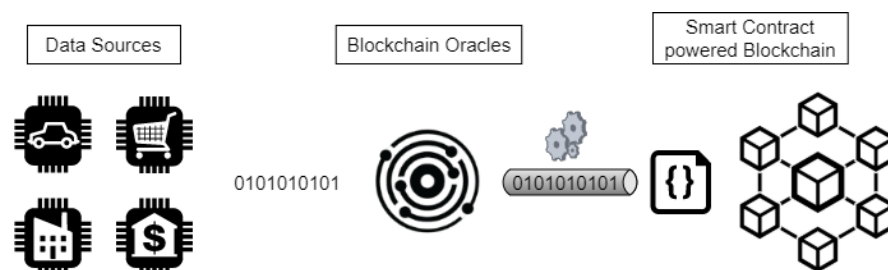 Data Sources
Blockchain Oracles
Smart Contract
powered Blockchain
$
0101010101
0101010101
{}